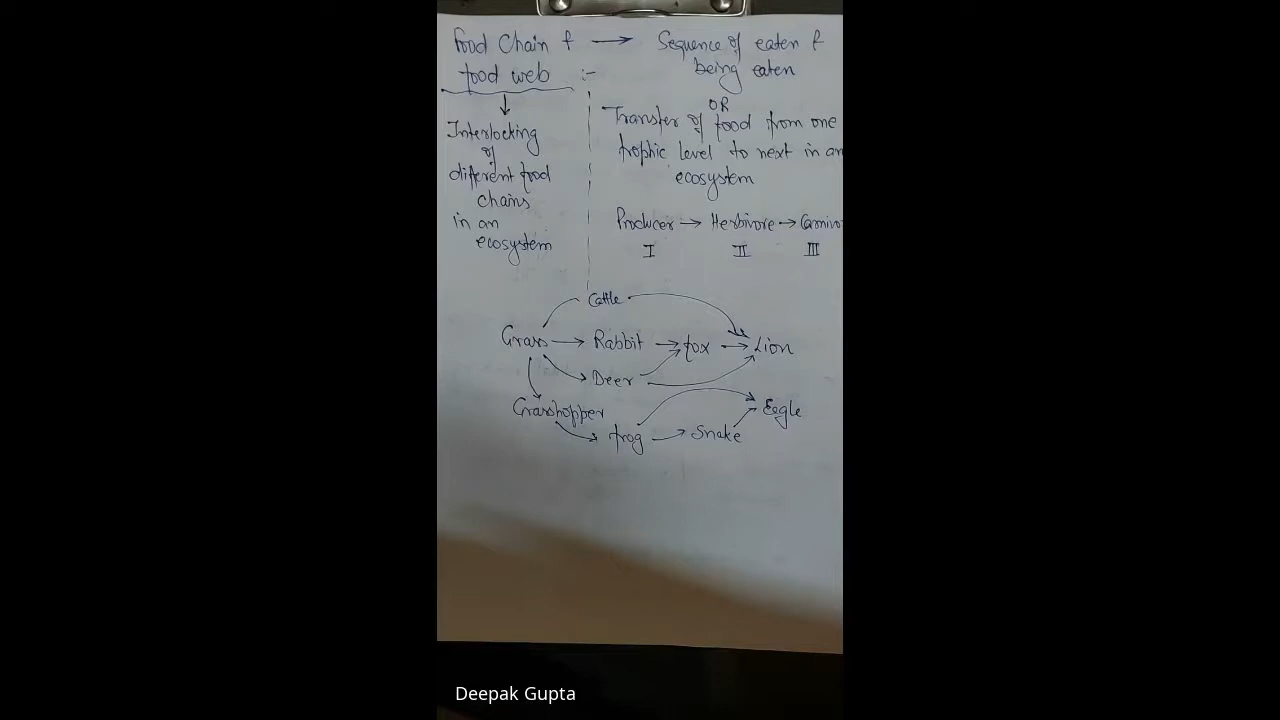 Food Chain & → Sequence of eaten &
food web :- being eaten
OR
Transfer of food from one
trophic level to next in an
ecosystem
Producer → Herbivore → Carnivo
I II III
↓
Interlocking
of
different food
chains
in an
ecosystem
Cattle
Grass → Rabbit → fox → Lion
Deer
Grasshopper Eagle
frog → Snake
Deepak Gupta